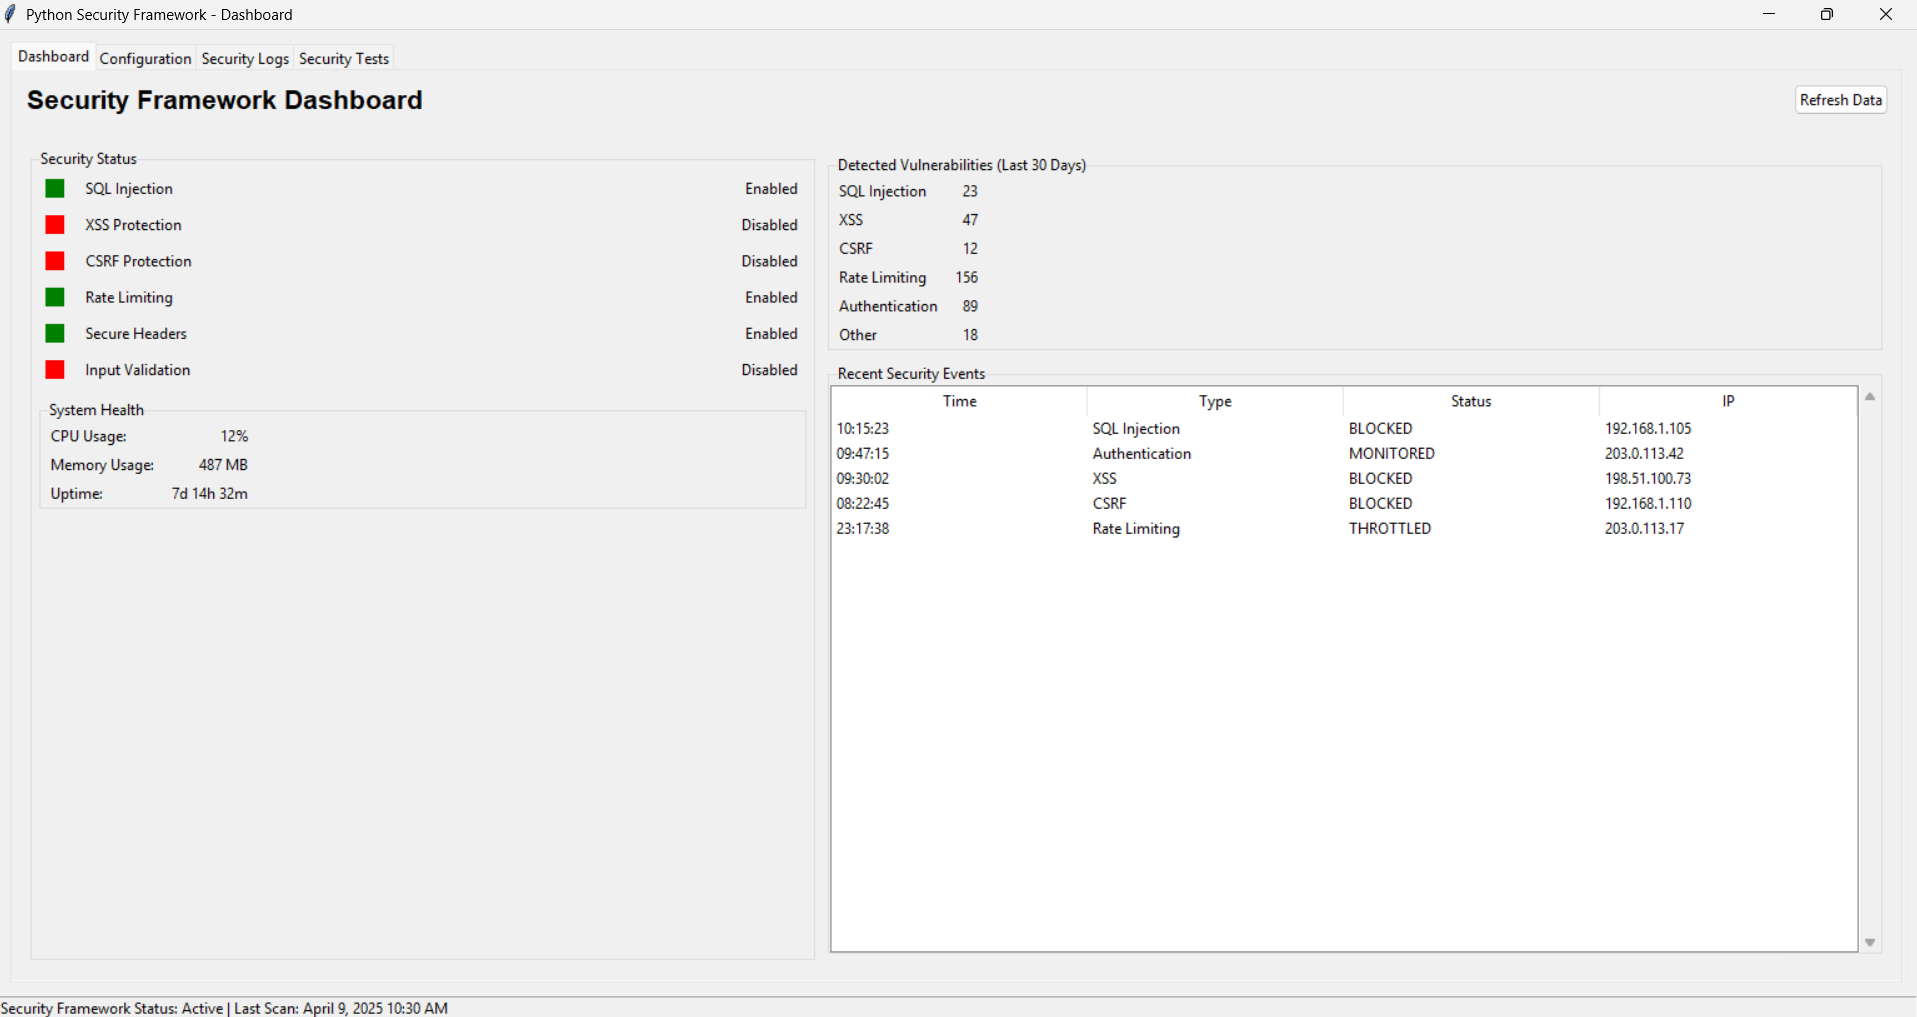 Python Security Framework - Dashboard
Dashboard Configuration Security Logs Security Tests
Security Framework Dashboard
Refresh Data
Security Status
SQL Injection Enabled
XSS Protection Disabled
CSRF Protection Disabled
Rate Limiting Enabled
Secure Headers Enabled
Input Validation Disabled
System Health
CPU Usage: 12%
Memory Usage: 487 MB
Uptime: 7d 14h 32m
Detected Vulnerabilities (Last 30 Days)
SQL Injection 23
XSS 47
CSRF 12
Rate Limiting 156
Authentication 89
Other 18
Recent Security Events
Time Type Status IP
10:15:23 SQL Injection BLOCKED 192.168.1.105
09:47:15 Authentication MONITORED 203.0.113.42
09:30:02 XSS BLOCKED 198.51.100.73
08:22:45 CSRF BLOCKED 192.168.1.110
23:17:38 Rate Limiting THROTTLED 203.0.113.17
Security Framework Status: Active | Last Scan: April 9, 2025 10:30 AM